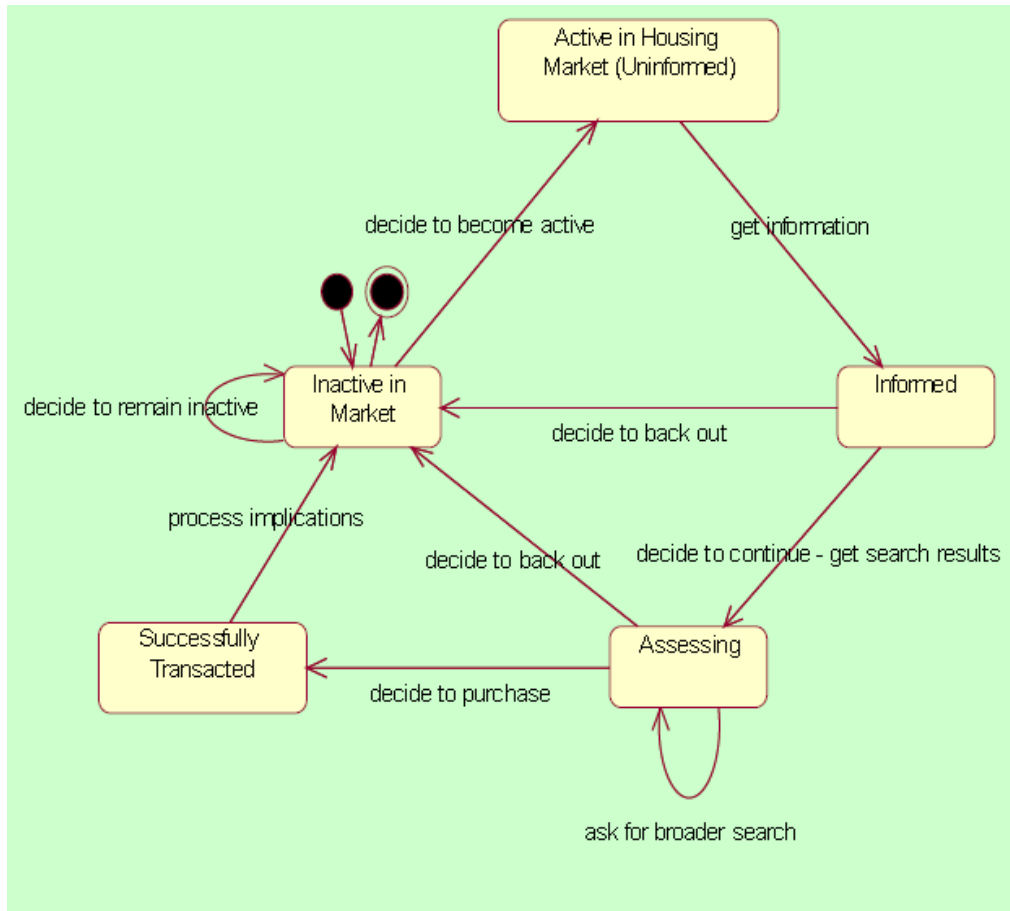 Active in Housing
Market (Uninformed)
decide to become active
get information
Inactive in
Market
Informed
decide to remain inactive
decide to back out
process implications
decide to back out
decide to continue - get search results
Successfully
Transacted
Assessing
decide to purchase
ask for broader search